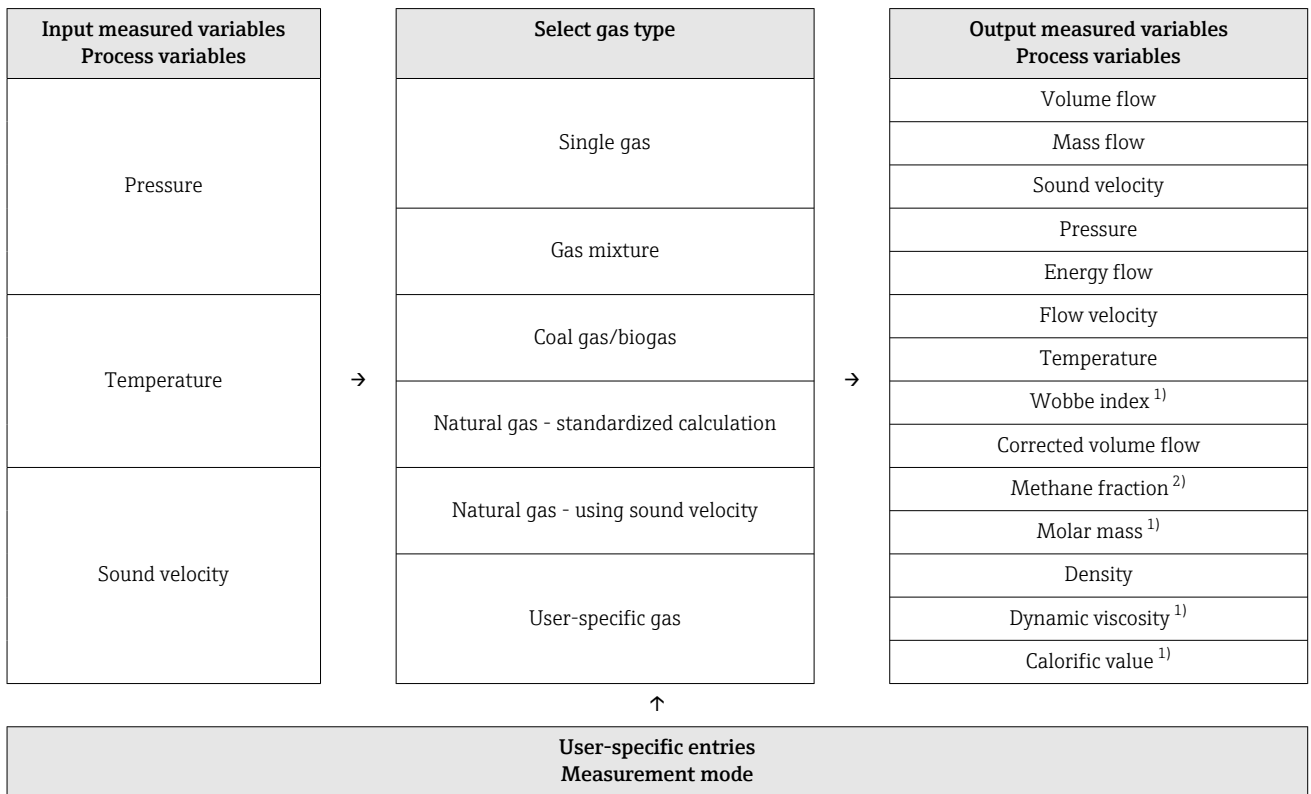 Input measured variables
Process variables
Pressure
Temperature
Sound velocity
→
Select gas type
Single gas
Gas mixture
Coal gas/biogas
Natural gas - standardized calculation
Natural gas - using sound velocity
User-specific gas
→
Output measured variables
Process variables
Volume flow
Mass flow
Sound velocity
Pressure
Energy flow
Flow velocity
Temperature
Wobbe index 1)
Corrected volume flow
Methane fraction 2)
Molar mass 1)
Density
Dynamic viscosity 1)
Calorific value 1)
↑
User-specific entries
Measurement mode